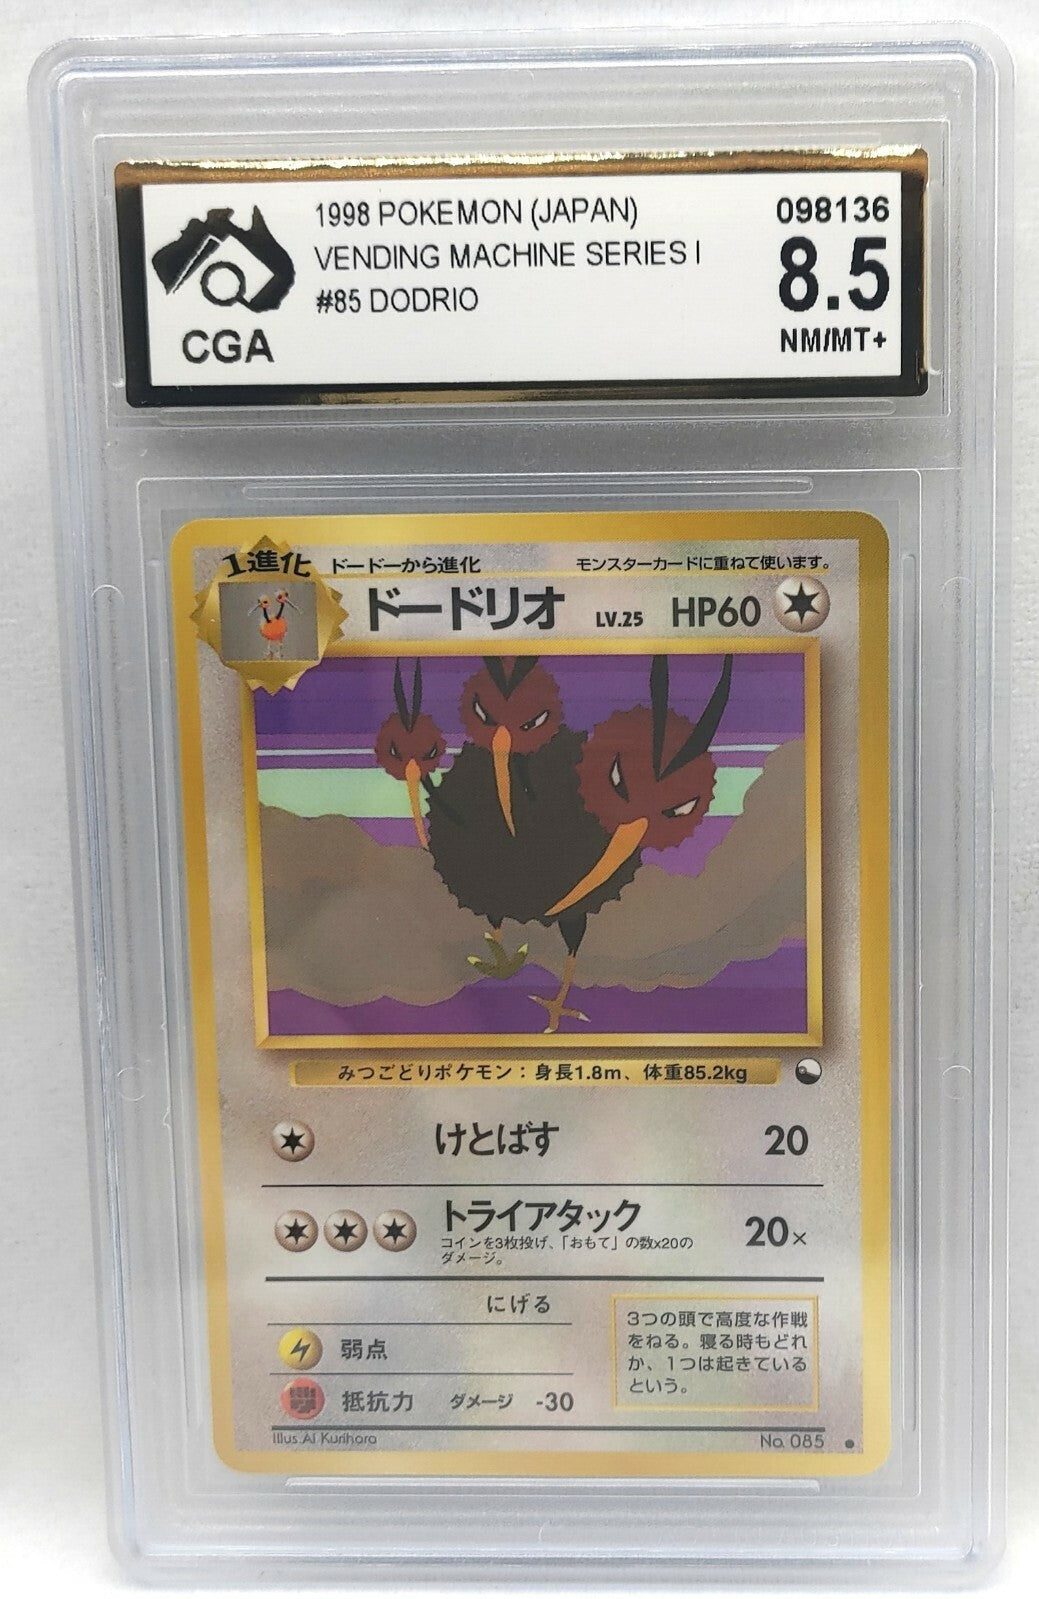 1998 POKEMON (JAPAN)
VENDING MACHINE SERIES I
#85 DODRIO
098136
8.5
NM/MT+
CGA
1進化
ドードーから進化
モンスターカードに重ねて使います。
ドードリオ LV.25 HP60
みつごどりポケモン：身長1.8m、体重85.2kg
けとばす 20
トライアタック 20×
コインを3枚投げ、「おもて」の数x20の
ダメージ。
にげる
弱点
抵抗力 ダメージ -30
3つの頭で高度な作戦
をねる。寝る時もどれ
か、1つは起きている
という。
Illus.Ai Kurihara
No. 085 ●